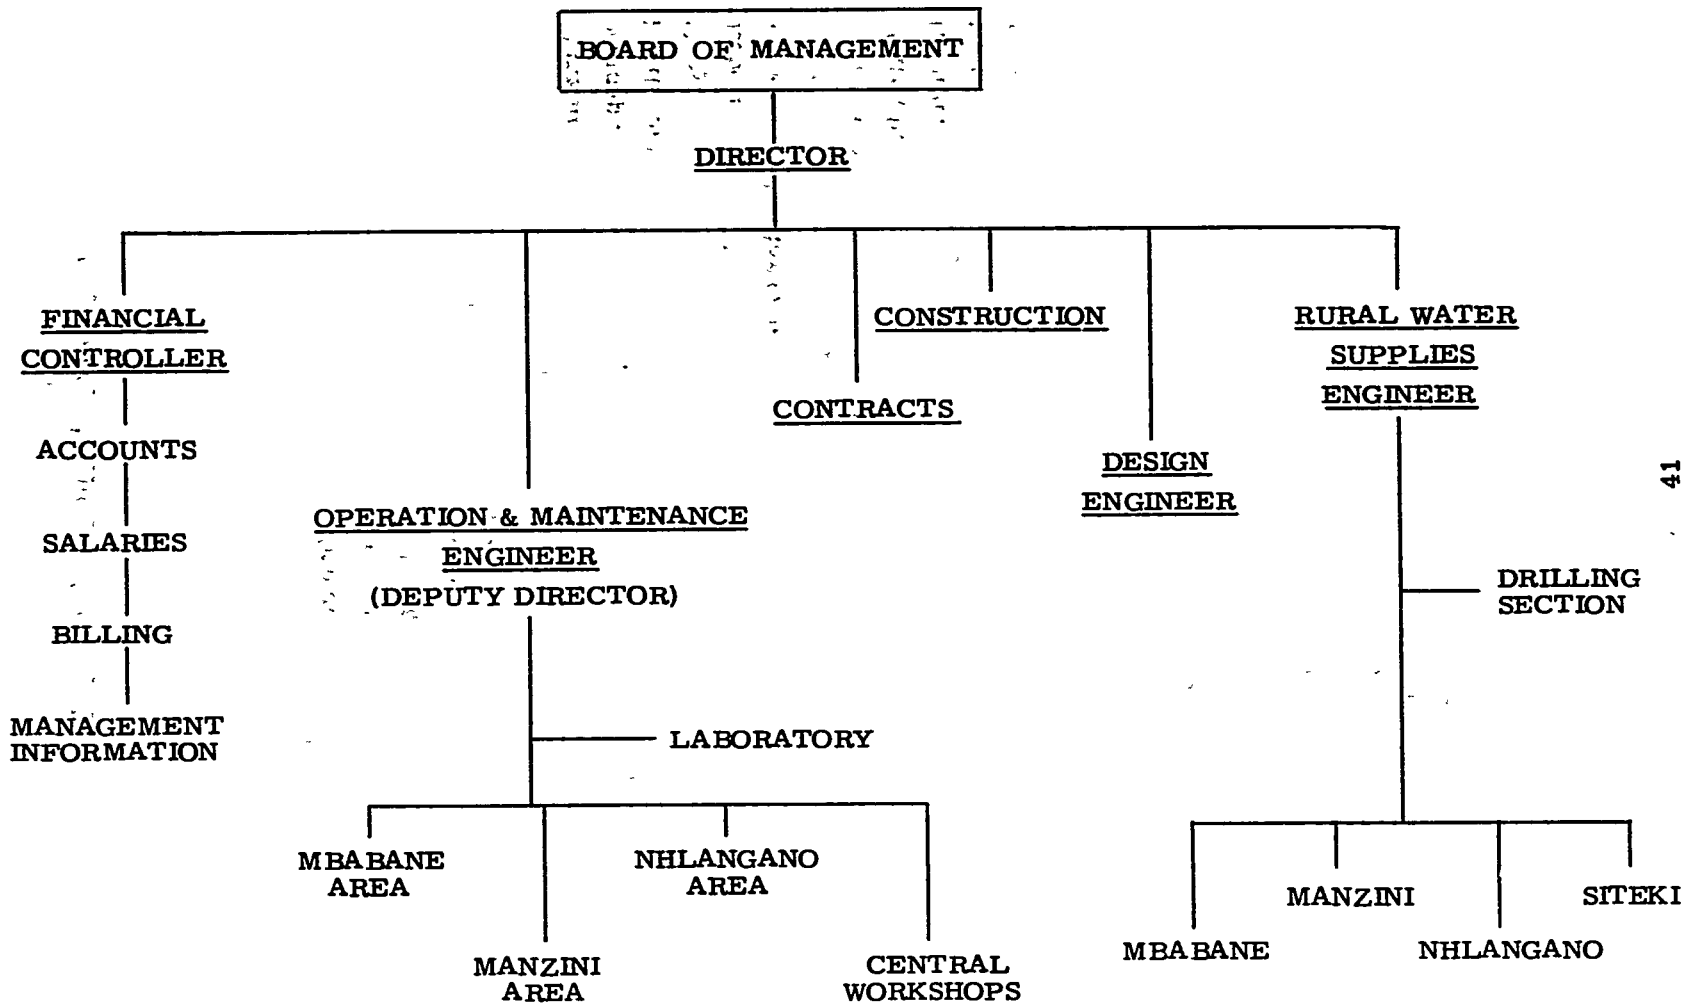 BOARD OF MANAGEMENT
DIRECTOR
FINANCIAL
CONTROLLER
ACCOUNTS
SALARIES
BILLING
MANAGEMENT
INFORMATION
OPERATION & MAINTENANCE
ENGINEER
(DEPUTY DIRECTOR)
LABORATORY
MBABANE
AREA
MANZINI
AREA
NHLANGANO
AREA
CENTRAL
WORKSHOPS
CONTRACTS
CONSTRUCTION
DESIGN
ENGINEER
RURAL WATER
SUPPLIES
ENGINEER
DRILLING
SECTION
MBABANE
MANZINI
NHLANGANO
SITEKI
41